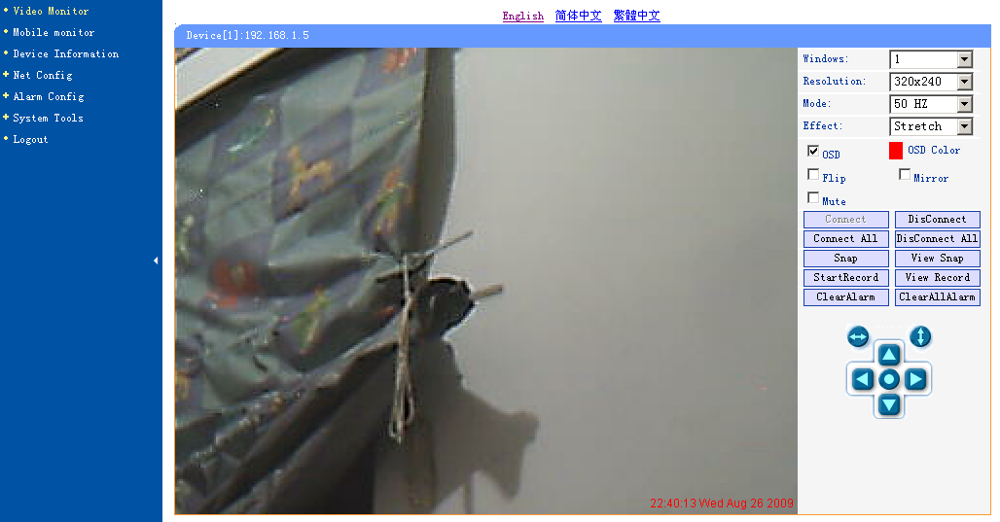 Video Monitor
Mobile monitor
Device Information
Net Config
Alarm Config
System Tools
Logout
English 简体中文 繁體中文
Device[1]:192.168.1.5
Windows: 1
Resolution: 320x240
Mode: 50 HZ
Effect: Stretch
OSD OSD Color
Flip Mirror
Mute
Connect DisConnect
Connect All DisConnect All
Snap View Snap
StartRecord View Record
ClearAlarm ClearAllAlarm
22:40:13 Wed Aug 26 2009